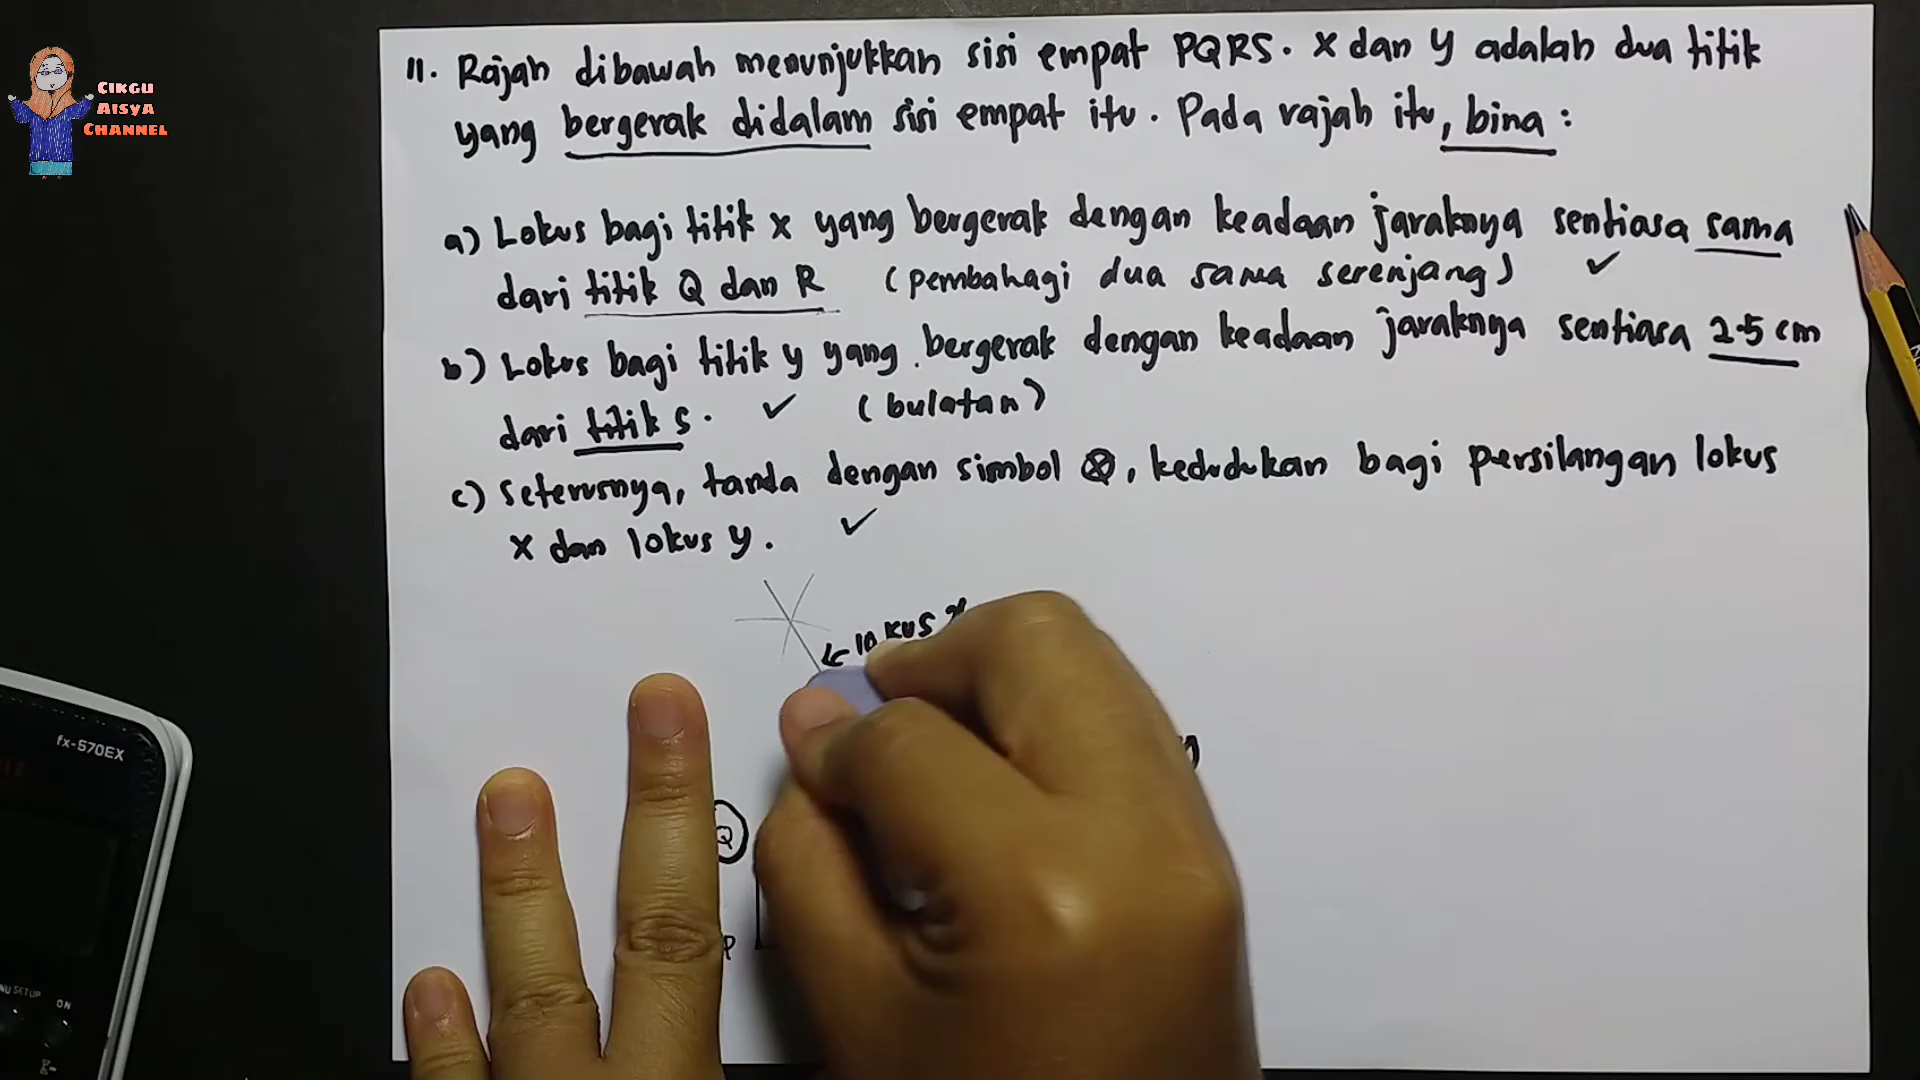 CIKGU
AISYA
CHANNEL
11. Rajah dibawah menunjukkan sisi empat PQRS. X dan Y adalah dua titik
yang bergerak didalam sisi empat itu. Pada rajah itu, bina :
a) Lokus bagi titik X yang bergerak dengan keadaan jaraknya sentiasa sama
dari titik Q dan R (pembahagi dua sama serenjang) ✓
b) Lokus bagi titik y yang bergerak dengan keadaan jaraknya sentiasa 2.5 cm
dari titik S. ✓ (bulatan)
c) Seterusnya, tanda dengan simbol ⊗, kedudukan bagi persilangan lokus
X dan lokus y. ✓
← lokus x
Q
P
fx-570EX
SETUP
ON